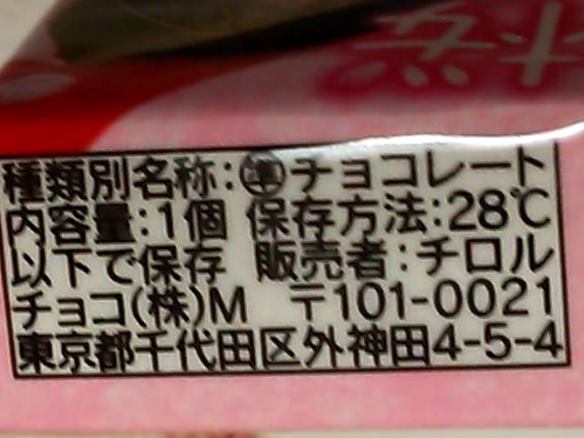 種類別名称:㊜チョコレート
内容量:1個 保存方法:28℃
以下で保存 販売者:チロル
チョコ(株)M 〒101-0021
東京都千代田区外神田4-5-4